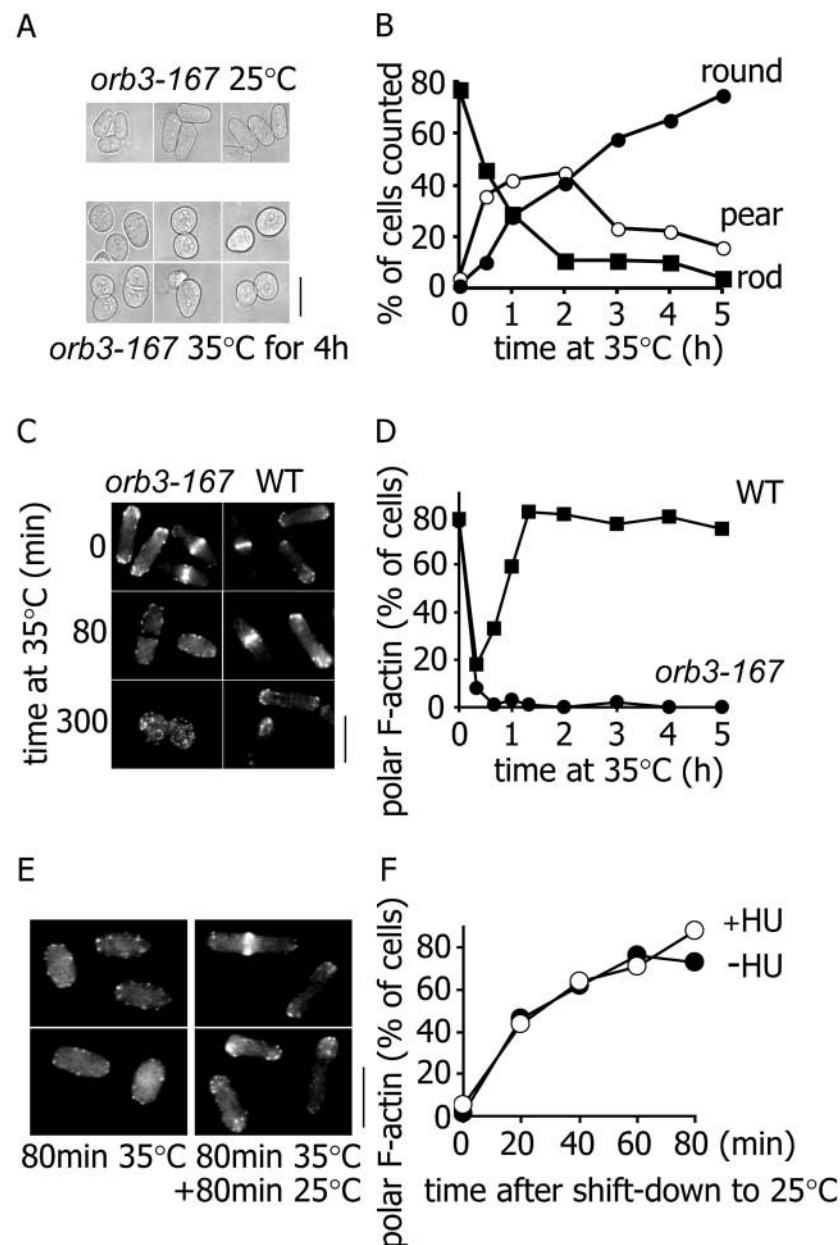 A
orb3-167 25°C
orb3-167 35°C for 4h
B
% of cells counted
80
60
40
20
0
round
pear
rod
0 1 2 3 4 5
time at 35°C (h)
C
orb3-167 WT
time at 35°C (min)
0
80
300
D
polar F-actin (% of cells)
80
60
40
20
0
WT
orb3-167
0 1 2 3 4 5
time at 35°C (h)
E
80min 35°C 80min 35°C
+80min 25°C
F
polar F-actin (% of cells)
80
60
40
20
0
+HU
-HU
0 20 40 60 80 (min)
time after shift-down to 25°C